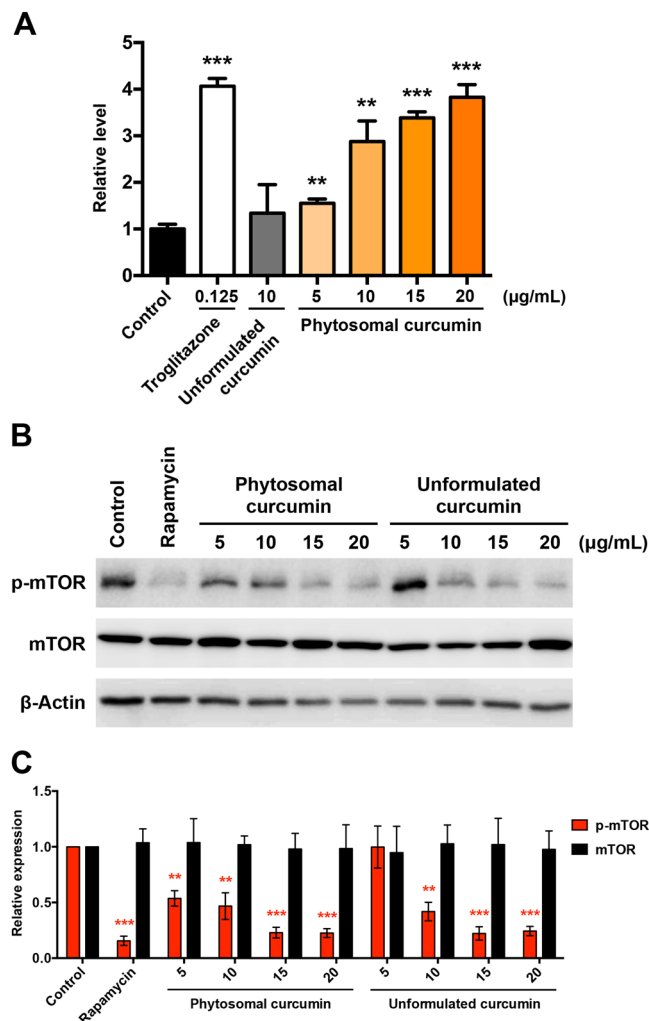 A
Relative level
5
4
3
2
1
0
***
**
**
***
***
0.125 10 5 10 15 20 (μg/mL)
Control
Troglitazone
Unformulated
curcumin
Phytosomal curcumin
B
Control
Rapamycin
Phytosomal
curcumin
Unformulated
curcumin
5 10 15 20 5 10 15 20 (μg/mL)
p-mTOR
mTOR
β-Actin
C
Relative expression
1.5
1.0
0.5
0.0
***
**
**
***
***
**
***
***
p-mTOR
mTOR
Control
Rapamycin
5 10 15 20 5 10 15 20
Phytosomal curcumin Unformulated curcumin